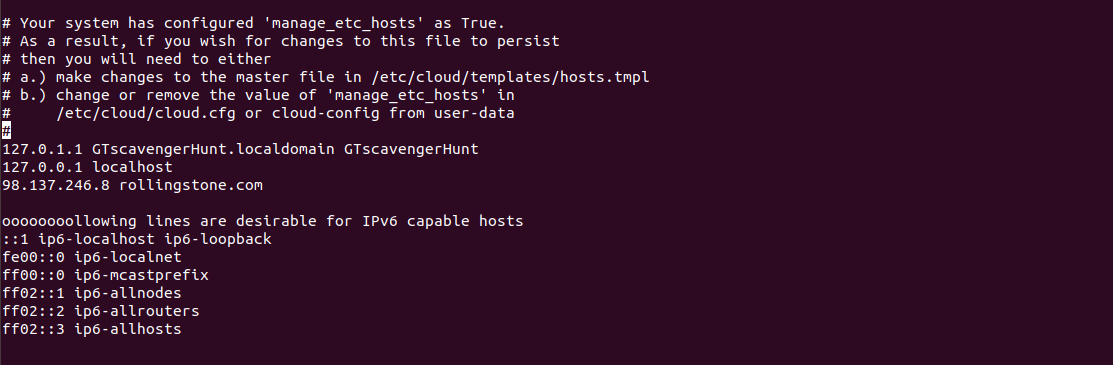 # Your system has configured 'manage_etc_hosts' as True.
# As a result, if you wish for changes to this file to persist
# then you will need to either
# a.) make changes to the master file in /etc/cloud/templates/hosts.tmpl
# b.) change or remove the value of 'manage_etc_hosts' in
#     /etc/cloud/cloud.cfg or cloud-config from user-data
#
127.0.1.1 GTscavengerHunt.localdomain GTscavengerHunt
127.0.0.1 localhost
98.137.246.8 rollingstone.com

oooooooollowing lines are desirable for IPv6 capable hosts
::1 ip6-localhost ip6-loopback
fe00::0 ip6-localnet
ff00::0 ip6-mcastprefix
ff02::1 ip6-allnodes
ff02::2 ip6-allrouters
ff02::3 ip6-allhosts